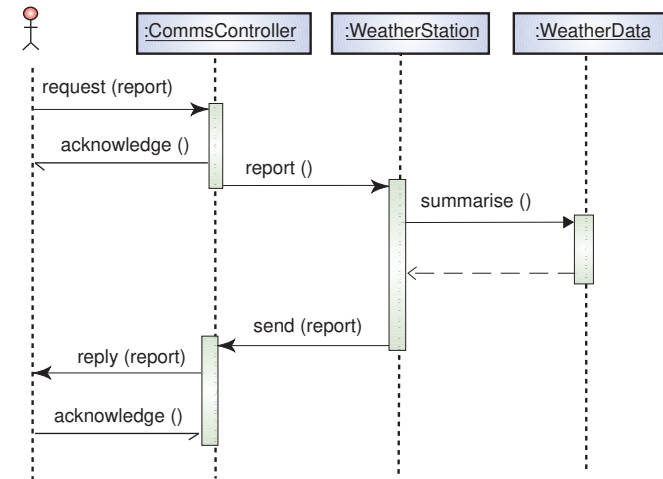 :CommsController
:WeatherStation
:WeatherData
request (report)
acknowledge ()
report ()
summarise ()
send (report)
reply (report)
acknowledge ()